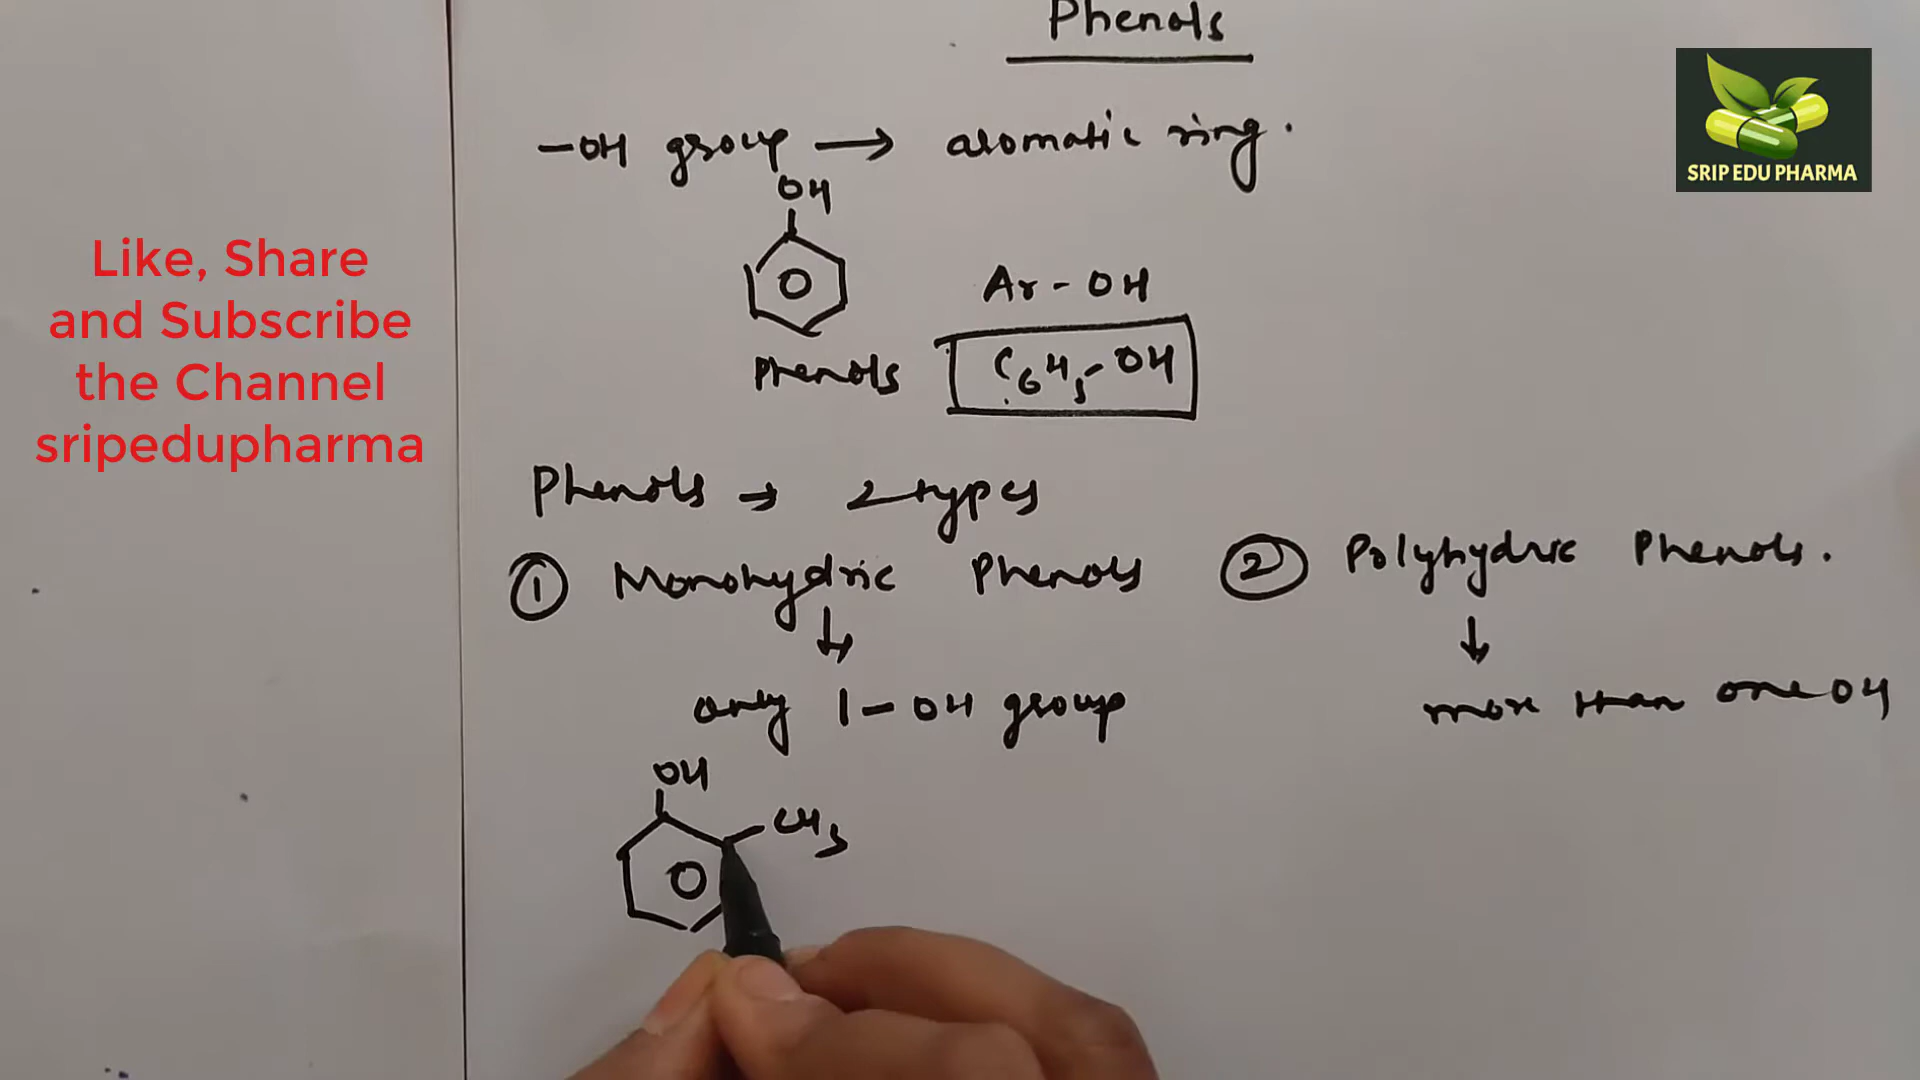 Phenols
-OH group → aromatic ring.
OH
Ar-OH
C6H5-OH
Phenols
Phenols → 2 types
① Monohydric Phenols
② Polyhydric Phenols.
↓
↓
only 1-OH group
more than one OH
OH
CH3
Like, Share
and Subscribe
the Channel
sripedupharma
SRIP EDU PHARMA